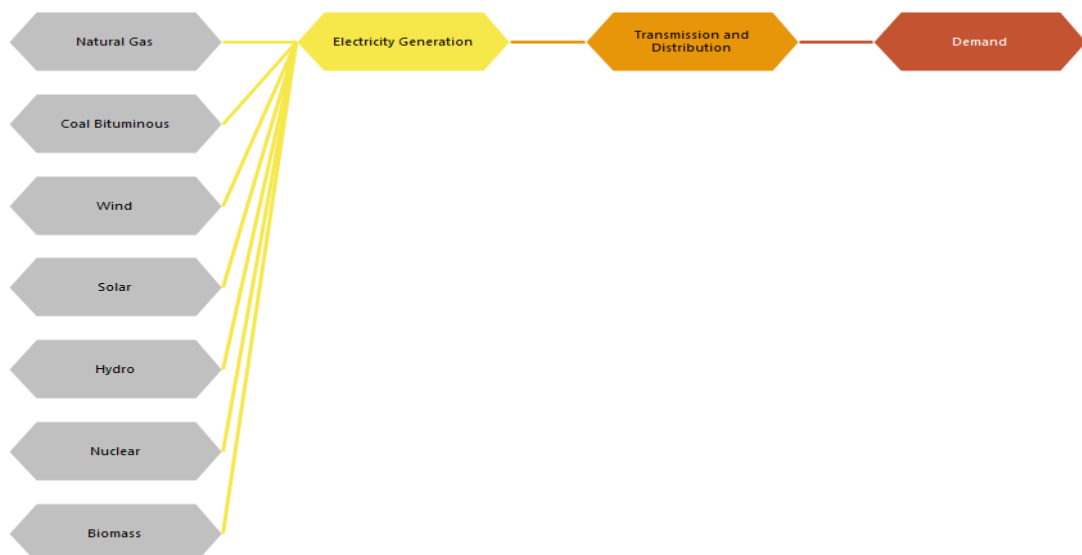 Natural Gas
Electricity Generation
Transmission and
Distribution
Demand
Coal Bituminous
Wind
Solar
Hydro
Nuclear
Biomass